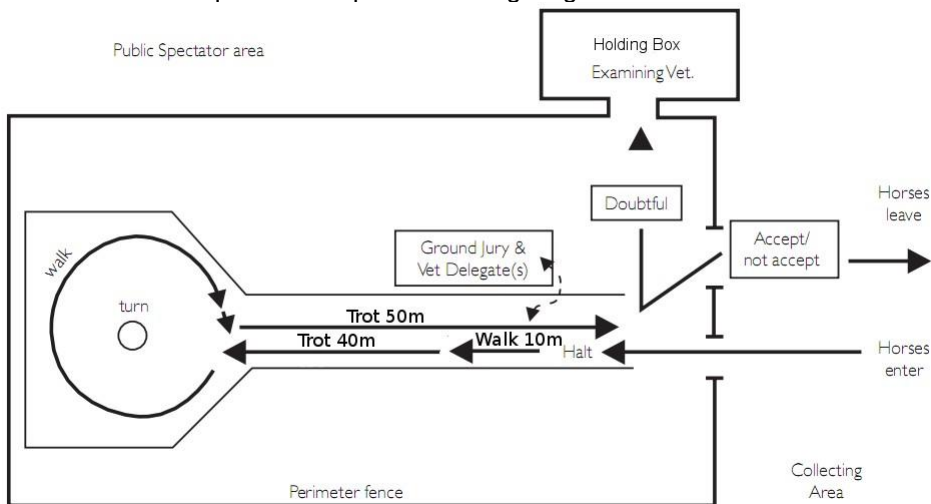 Public Spectator area
Holding Box
Examining Vet.
Doubtful
Horses
leave
Accept/
not accept
Ground Jury &
Vet Delegate(s)
walk
turn
Trot 50m
Trot 40m
Walk 10m
Halt
Horses
enter
Collecting
Area
Perimeter fence